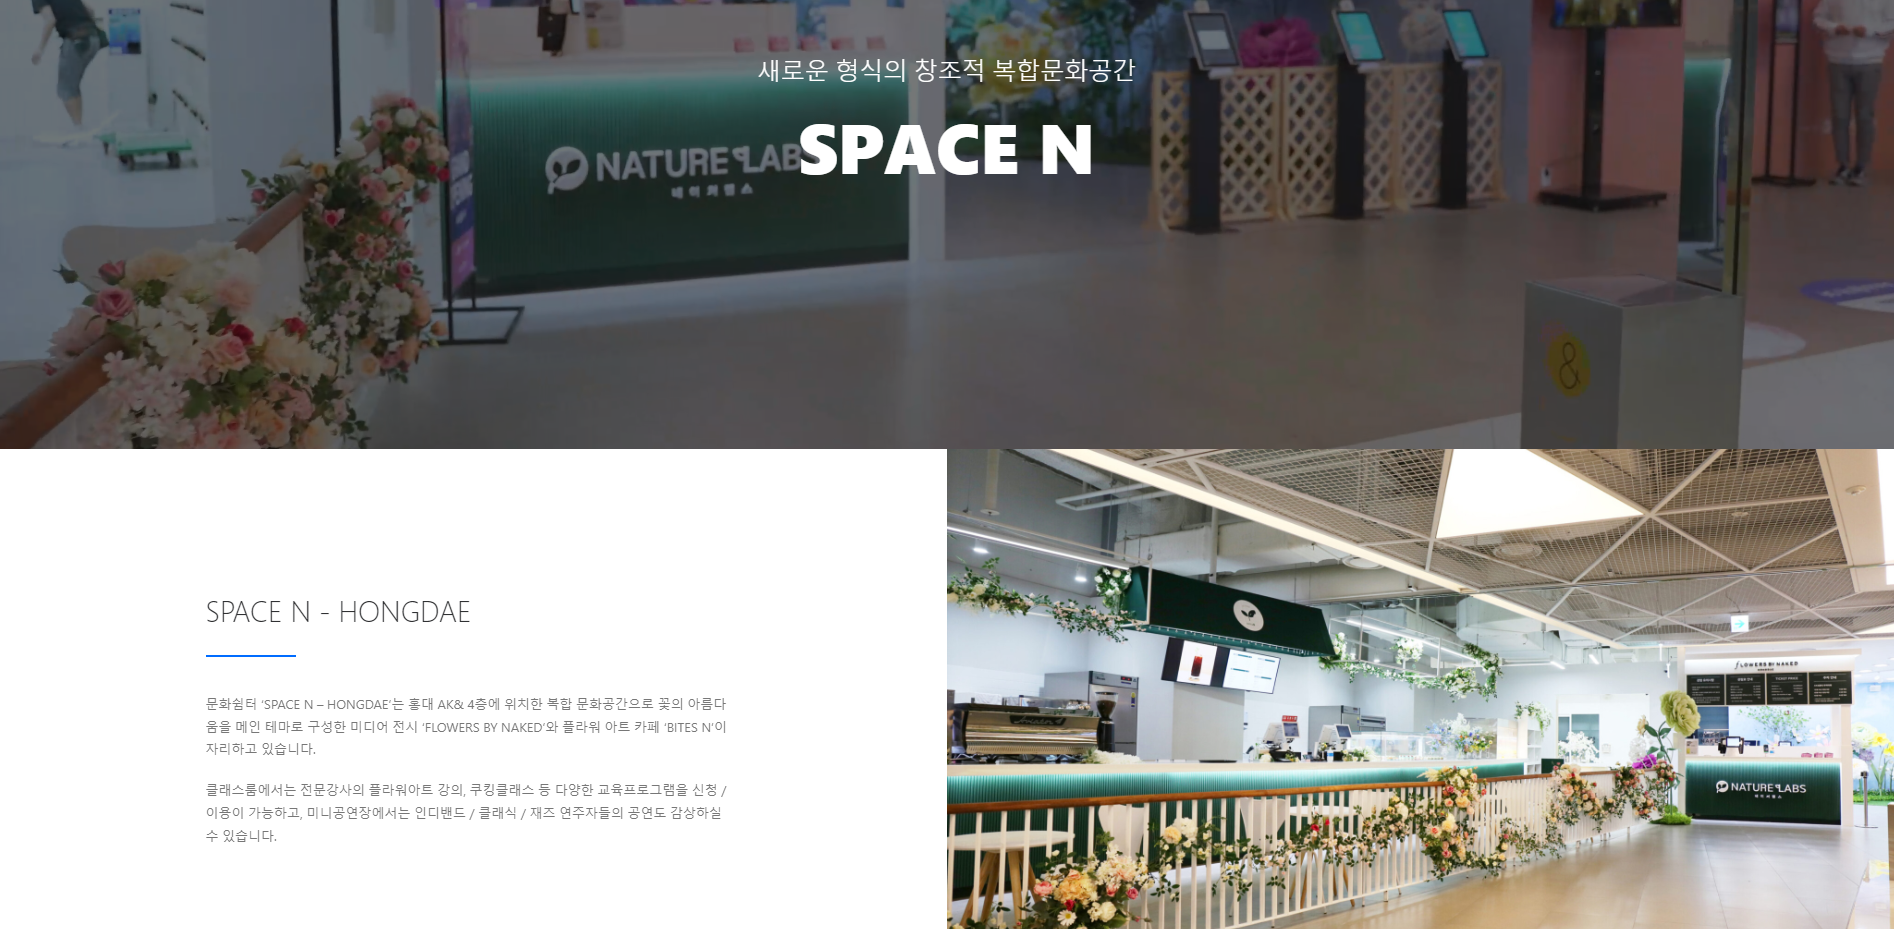 새로운 형식의 창조적 복합문화공간
SPACE N
NATURE LABS
네이처랩스
&
SPACE N - HONGDAE
문화쉼터 ‘SPACE N – HONGDAE’는 홍대 AK& 4층에 위치한 복합 문화공간으로 꽃의 아름다
움을 메인 테마로 구성한 미디어 전시 ‘FLOWERS BY NAKED’와 플라워 아트 카페 ‘BITES N’이
자리하고 있습니다.
클래스룸에서는 전문강사의 플라워아트 강의, 쿠킹클래스 등 다양한 교육프로그램을 신청 /
이용이 가능하고, 미니공연장에서는 인디밴드 / 클래식 / 재즈 연주자들의 공연도 감상하실
수 있습니다.
FLOWERS BY NAKED
NATURE LABS
네이처랩스